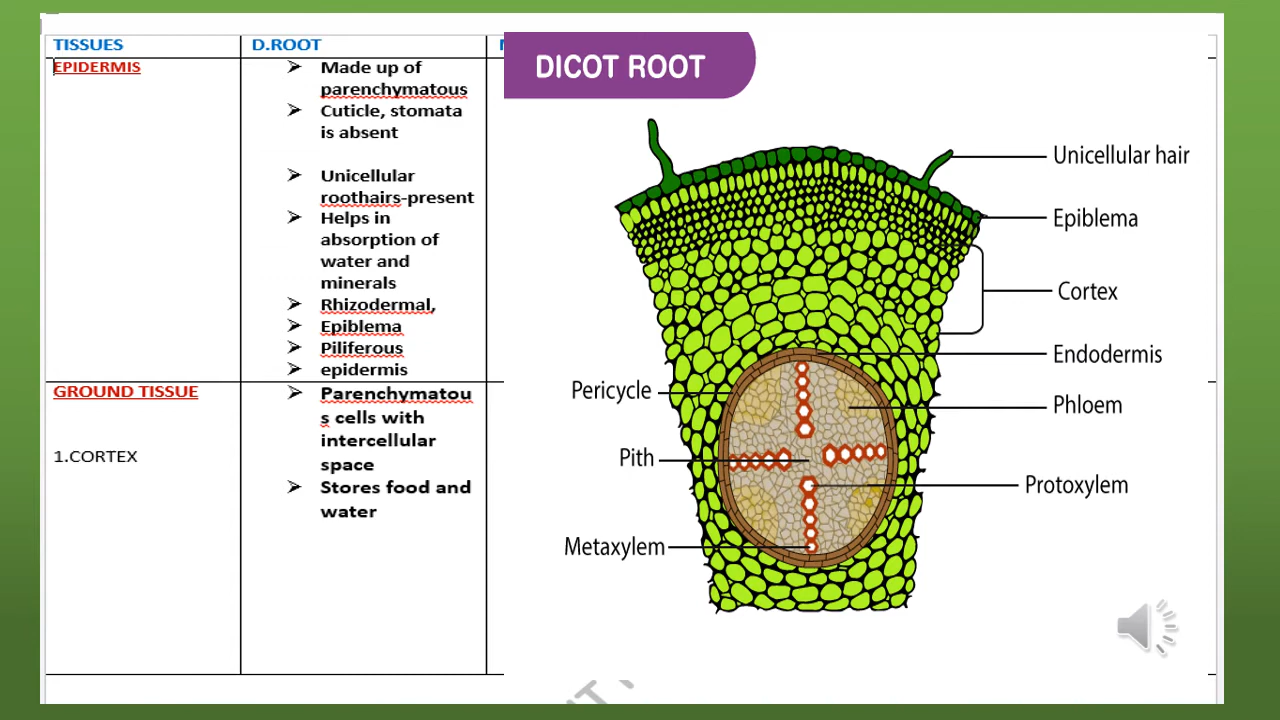 TISSUES
D.ROOT
EPIDERMIS
➢ Made up of
parenchymatous
➢ Cuticle, stomata
is absent
➢ Unicellular
roothairs-present
➢ Helps in
absorption of
water and
minerals
➢ Rhizodermal,
➢ Epiblema
➢ Piliferous
➢ epidermis
GROUND TISSUE
1.CORTEX
➢ Parenchymatou
s cells with
intercellular
space
➢ Stores food and
water
DICOT ROOT
Unicellular hair
Epiblema
Cortex
Endodermis
Pericycle
Phloem
Pith
Protoxylem
Metaxylem